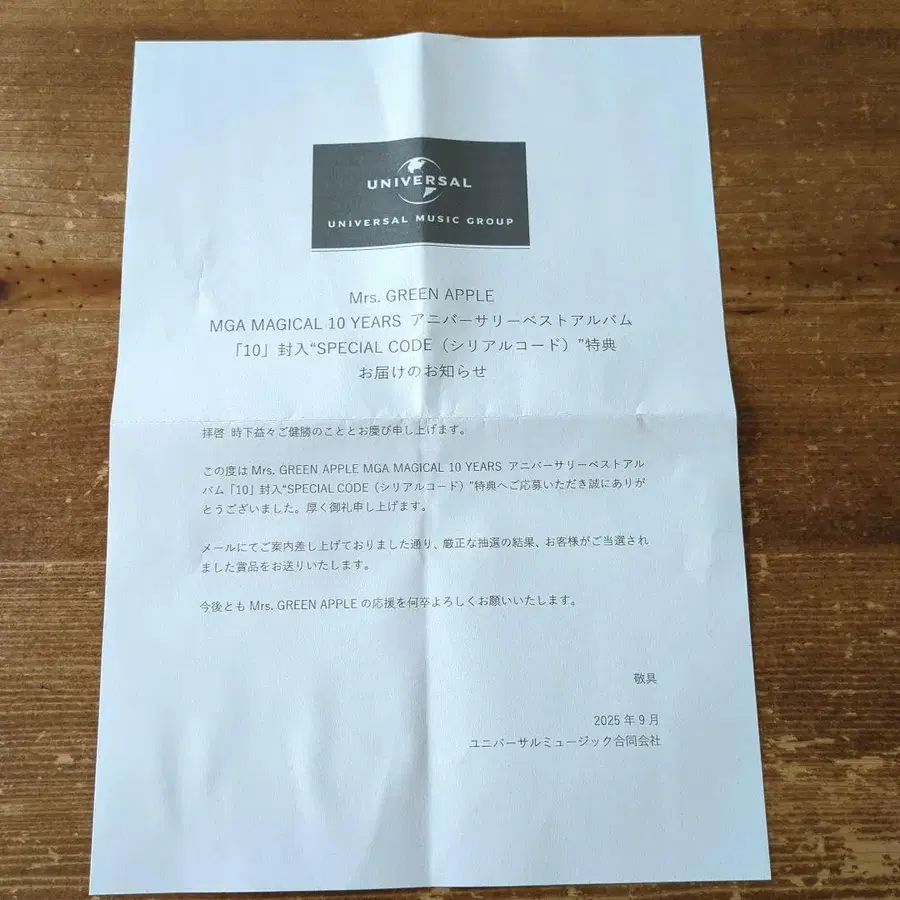 UNIVERSAL
UNIVERSAL MUSIC GROUP
Mrs. GREEN APPLE
MGA MAGICAL 10 YEARS アニバーサリーベストアルバム
「10」封入“SPECIAL CODE（シリアルコード）”特典
お届けのお知らせ
拝啓 時下益々ご健勝のこととお慶び申し上げます。
この度は Mrs. GREEN APPLE MGA MAGICAL 10 YEARS アニバーサリーベストアル
バム「10」封入“SPECIAL CODE（シリアルコード）”特典へご応募いただき誠にありが
とうございました。厚く御礼申し上げます。
メールにてご案内差し上げておりました通り、厳正な抽選の結果、お客様がご当選され
ました賞品をお送りいたします。
今後とも Mrs. GREEN APPLE の応援を何卒よろしくお願いいたします。
敬具
2025 年 9 月
ユニバーサルミュージック合同会社